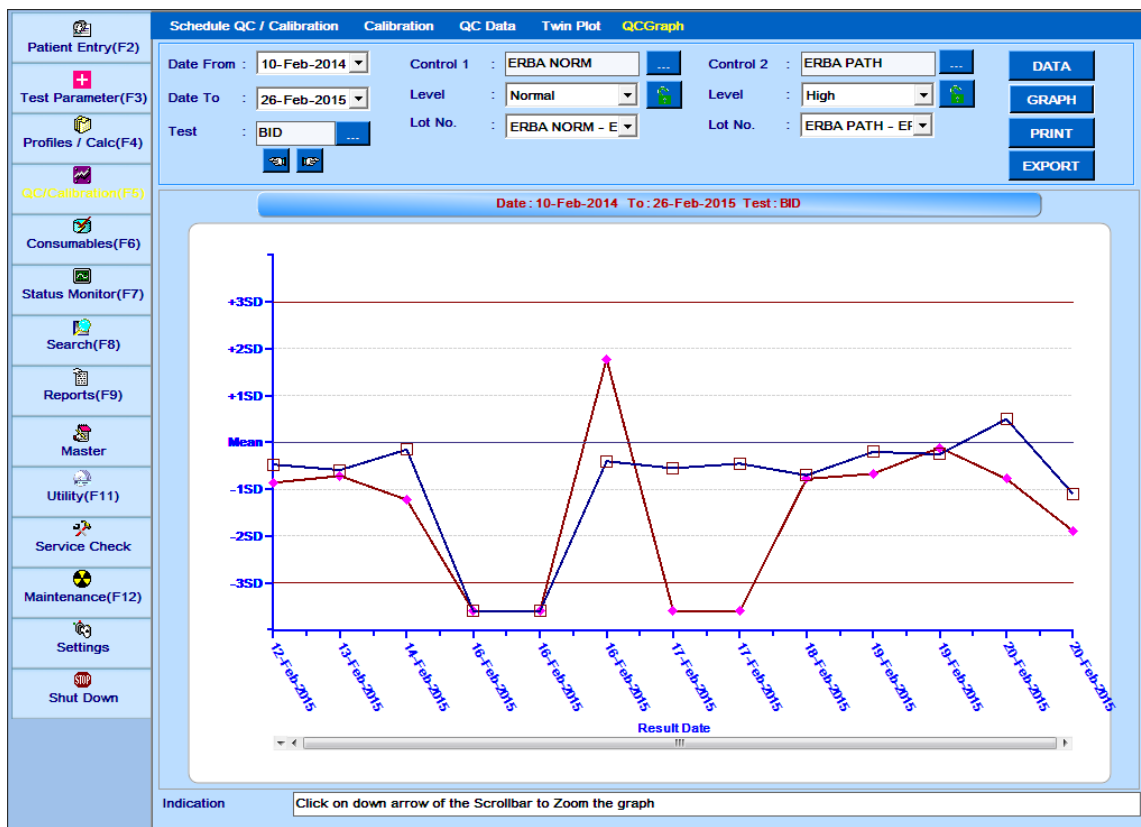 Schedule QC / Calibration Calibration QC Data Twin Plot QCGraph
Patient Entry(F2)
Test Parameter(F3)
Profiles / Calc(F4)
QC/Calibration(F5)
Consumables(F6)
Status Monitor(F7)
Search(F8)
Reports(F9)
Master
Utility(F11)
Service Check
Maintenance(F12)
Settings
STOP
Shut Down
Date From : 10-Feb-2014 Control 1 : ERBA NORM ... Control 2 : ERBA PATH ... DATA
Date To : 26-Feb-2015 Level : Normal Level : High GRAPH
Test : BID ... Lot No. : ERBA NORM - E Lot No. : ERBA PATH - EF PRINT
EXPORT
Date : 10-Feb-2014 To : 26-Feb-2015 Test : BID
+3SD
+2SD
+1SD
Mean
-1SD
-2SD
-3SD
12-Feb-2015
13-Feb-2015
14-Feb-2015
16-Feb-2015
16-Feb-2015
16-Feb-2015
17-Feb-2015
17-Feb-2015
18-Feb-2015
19-Feb-2015
19-Feb-2015
20-Feb-2015
20-Feb-2015
Result Date
Indication Click on down arrow of the Scrollbar to Zoom the graph